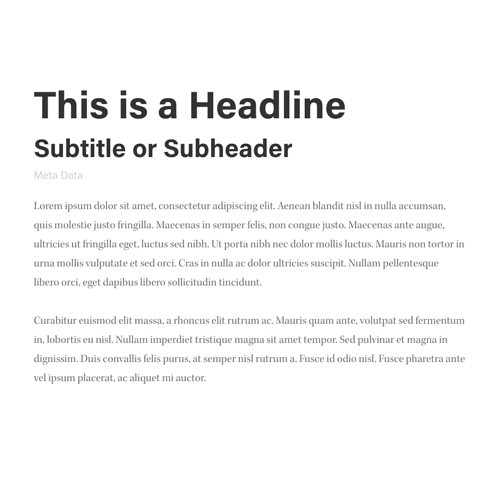 This is a Headline
Subtitle or Subheader
Meta Data
Lorem ipsum dolor sit amet, consectetur adipiscing elit. Aenean blandit nisl in nulla accumsan,
quis molestie justo fringilla. Maecenas in semper felis, non congue justo. Maecenas ante augue,
ultricies ut fringilla eget, luctus sed nibh. Ut porta nibh nec dolor mollis luctus. Mauris non tortor in
urna mollis vulputate et sed orci. Cras in nulla ac dolor ultricies suscipit. Nullam pellentesque
libero orci, eget dapibus libero sollicitudin tincidunt.
Curabitur euismod elit massa, a rhoncus elit rutrum ac. Mauris quam ante, volutpat sed fermentum
in, lobortis eu nisl. Nullam imperdiet tristique magna sit amet tempor. Sed pulvinar et magna in
dignissim. Duis convallis felis purus, at semper nisl rutrum a. Fusce id odio nisl. Fusce pharetra ante
vel ipsum placerat, ac aliquet mi auctor.